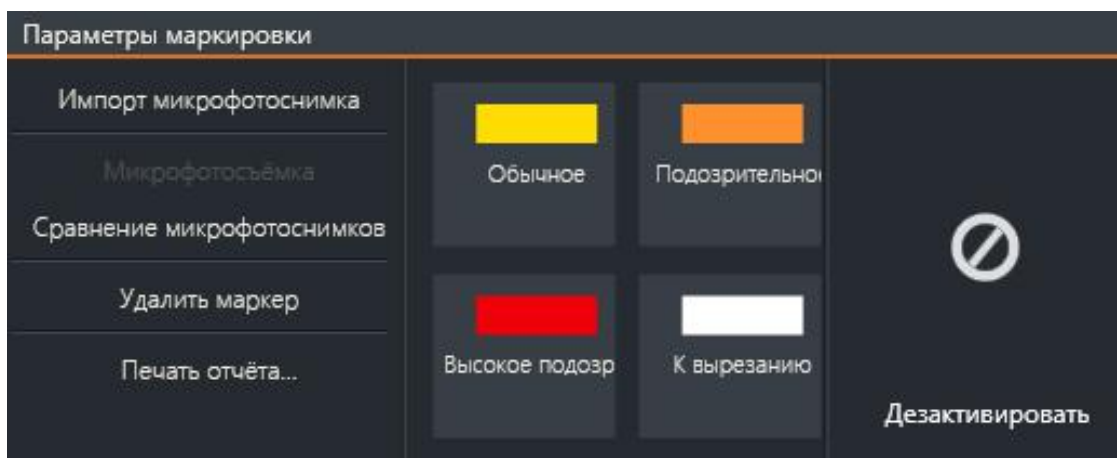 Параметры маркировки
Импорт микрофотоснимка
Микрофотосъёмка
Сравнение микрофотоснимков
Удалить маркер
Печать отчёта...
Обычное
Подозрительно
Высокое подозр
К вырезанию
Дезактивировать